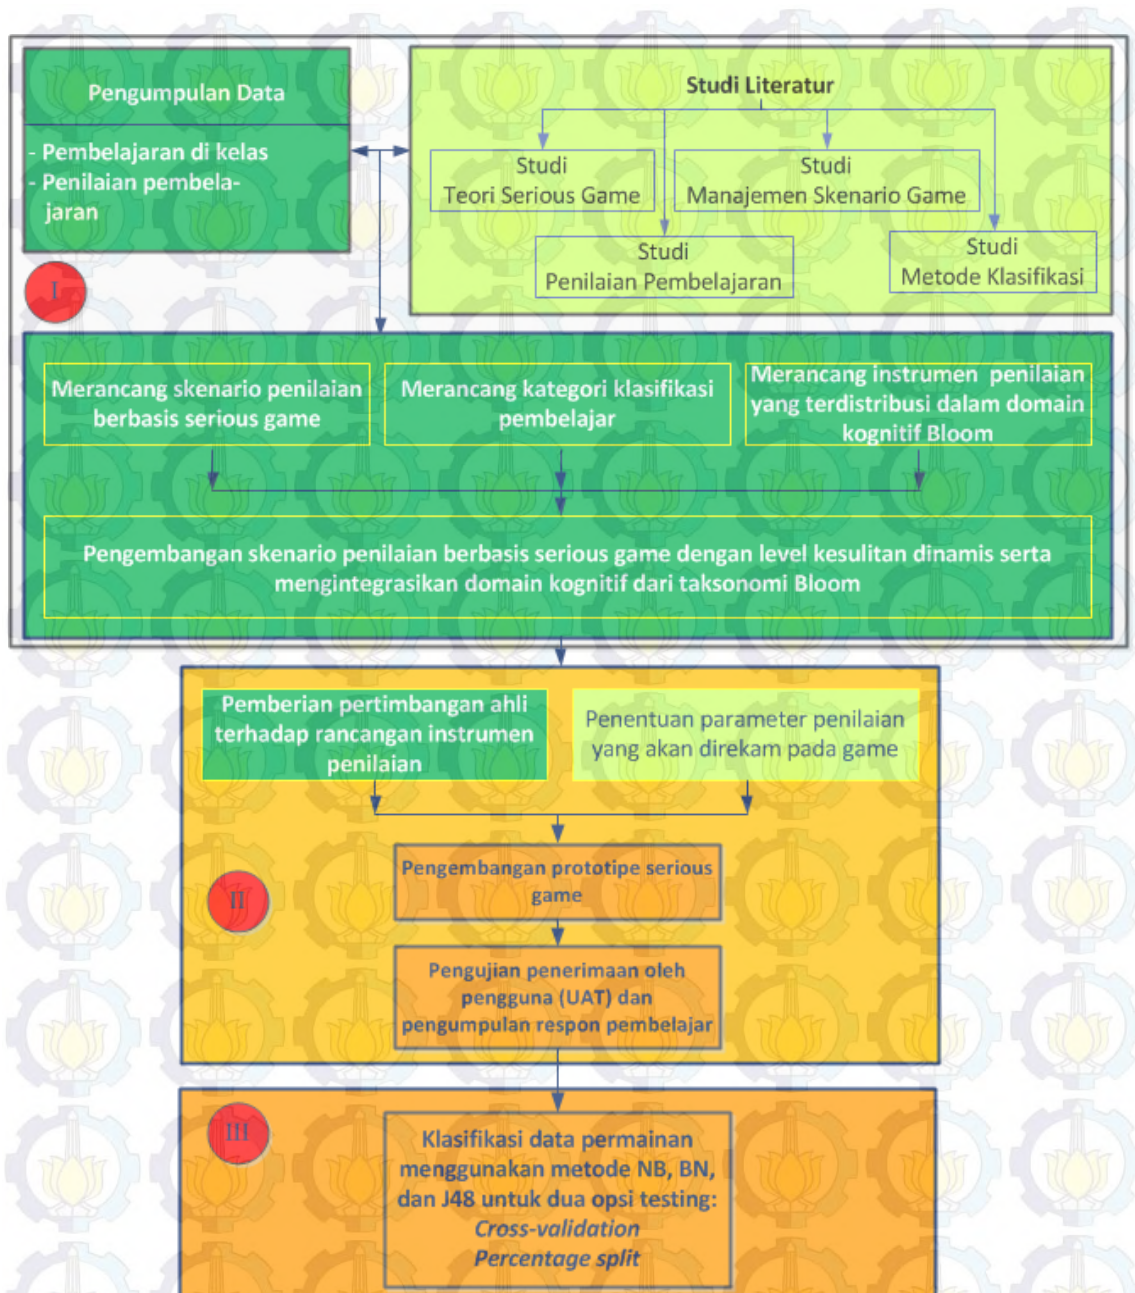 Pengumpulan Data
- Pembelajaran di kelas
- Penilaian pembela-
jaran
Studi Literatur
Studi
Teori Serious Game
Studi
Manajemen Skenario Game
Studi
Penilaian Pembelajaran
Studi
Metode Klasifikasi
I
Merancang skenario penilaian
berbasis serious game
Merancang kategori klasifikasi
pembelajar
Merancang instrumen penilaian
yang terdistribusi dalam domain
kognitif Bloom
Pengembangan skenario penilaian berbasis serious game dengan level kesulitan dinamis serta
mengintegrasikan domain kognitif dari taksonomi Bloom
Pemberian pertimbangan ahli
terhadap rancangan instrumen
penilaian
Penentuan parameter penilaian
yang akan direkam pada game
II
Pengembangan prototipe serious
game
Pengujian penerimaan oleh
pengguna (UAT) dan
pengumpulan respon pembelajar
III
Klasifikasi data permainan
menggunakan metode NB, BN,
dan J48 untuk dua opsi testing:
Cross-validation
Percentage split